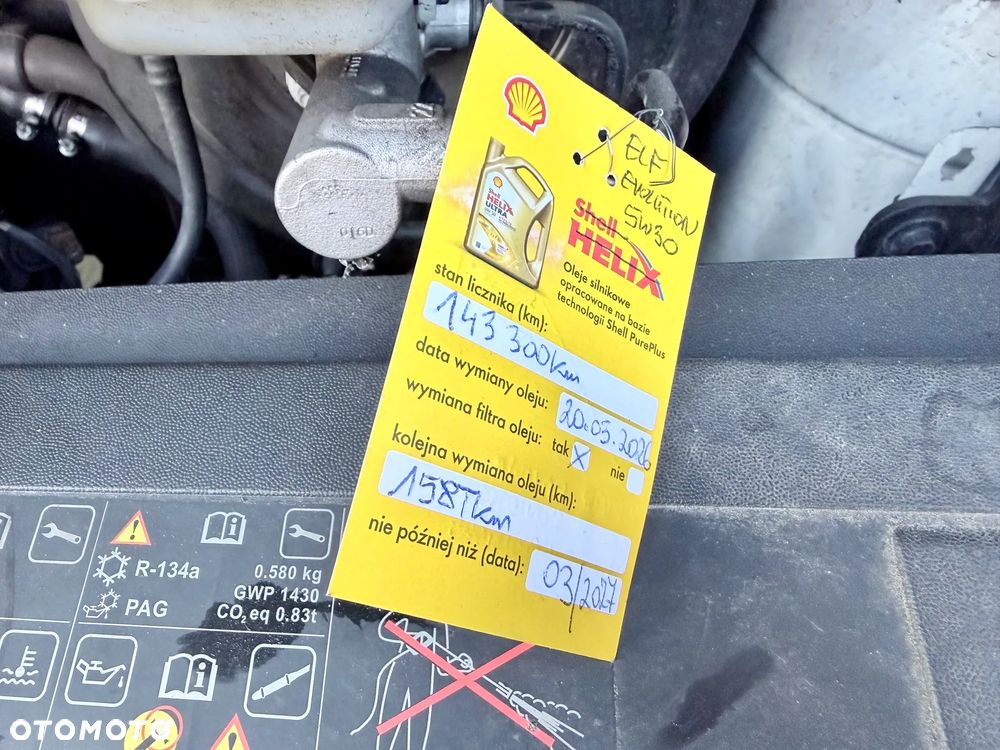 ELF
EVOLUTION
5W30
Shell
HELIX
ULTRA
Shell
HELIX
Oleje silnikowe
opracowane na bazie
technologii Shell PurePlus
stan licznika (km):
143 300km
data wymiany oleju:
20.05.2026
wymiana filtra oleju: tak X nie
kolejna wymiana oleju (km):
158Tkm
nie później niż (data):
03/2027
R-134a 0.580 kg
GWP 1430
PAG CO2 eq 0.83t
OTOMOTO